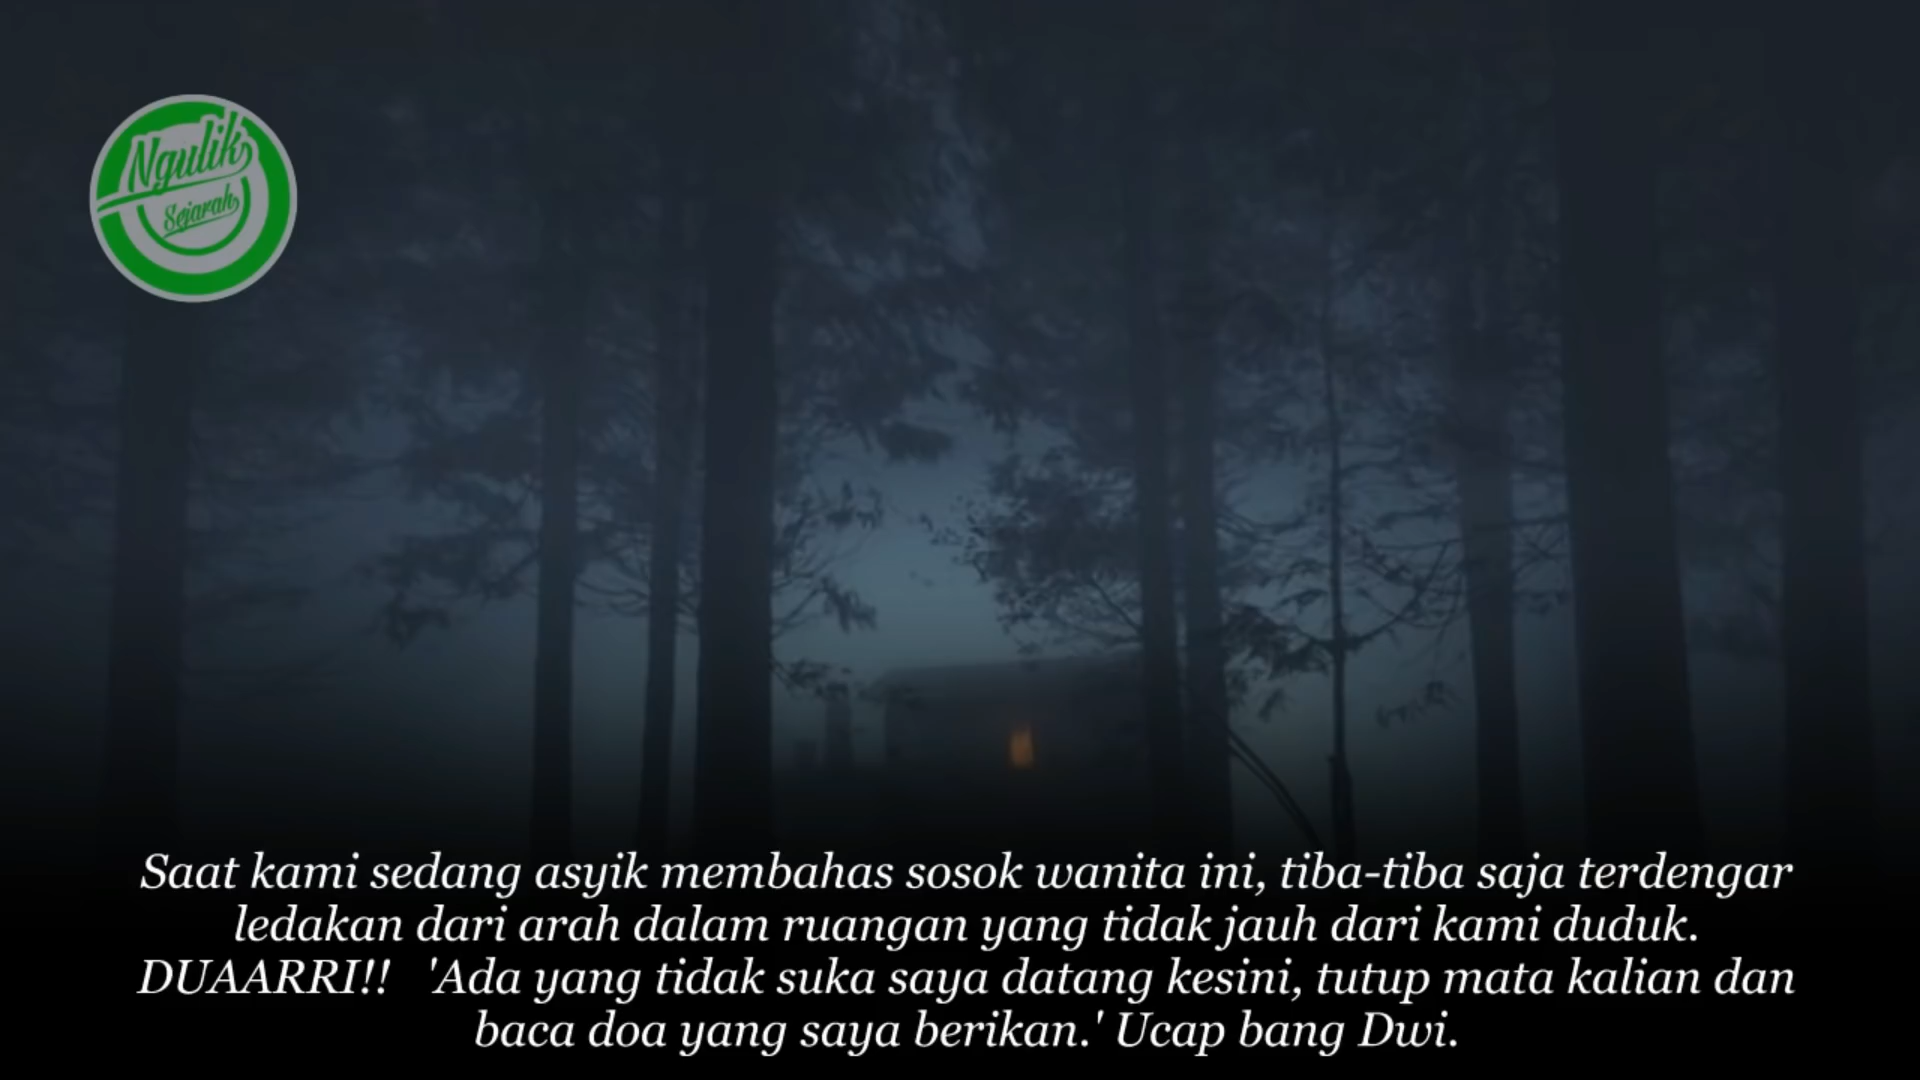 Ngulik
Sejarah
Saat kami sedang asyik membahas sosok wanita ini, tiba-tiba saja terdengar
ledakan dari arah dalam ruangan yang tidak jauh dari kami duduk.
DUAARRI!! 'Ada yang tidak suka saya datang kesini, tutup mata kalian dan
baca doa yang saya berikan.' Ucap bang Dwi.